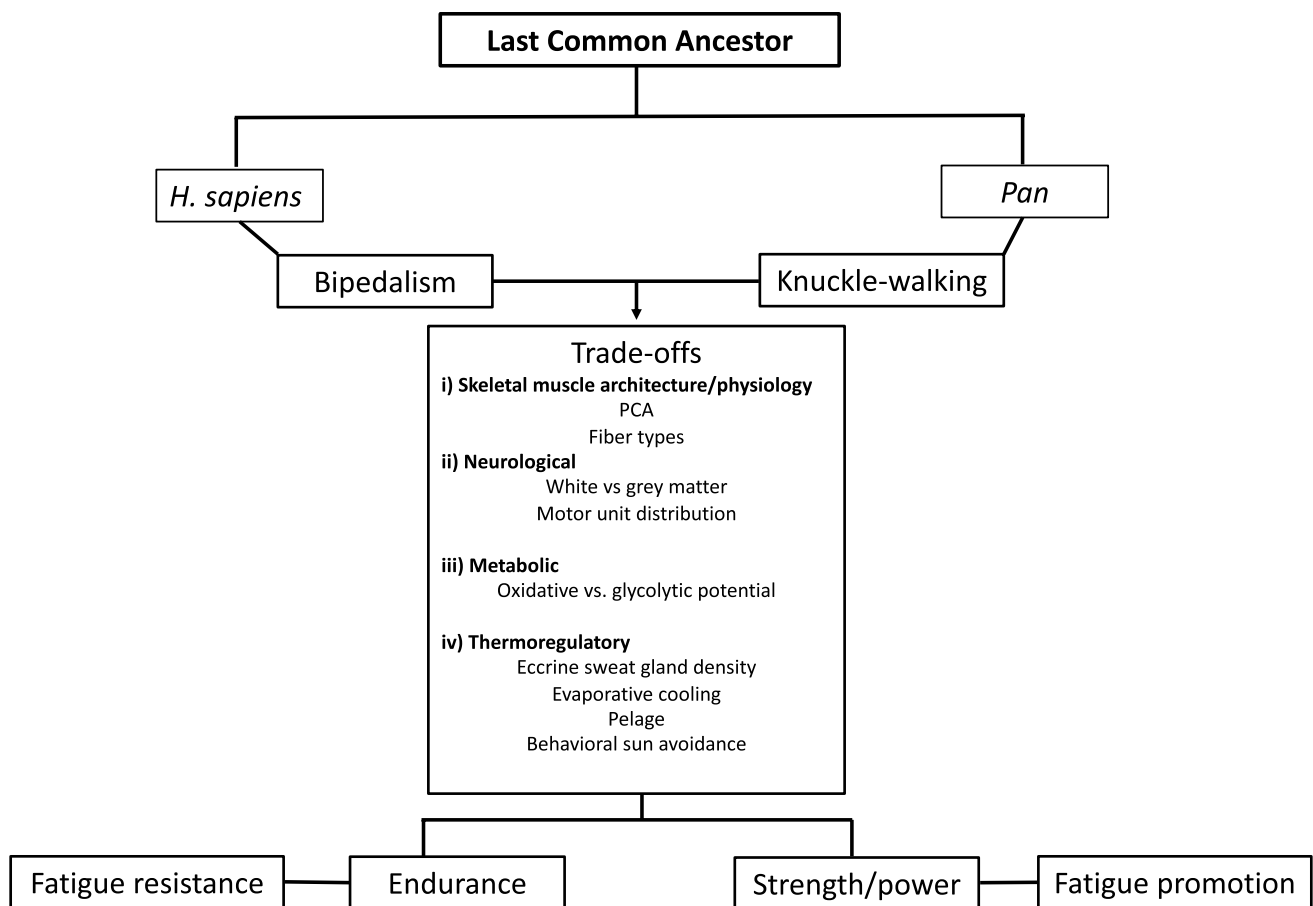 Last Common Ancestor
H. sapiens
Pan
Bipedalism
Knuckle-walking
Trade-offs
i) Skeletal muscle architecture/physiology
PCA
Fiber types
ii) Neurological
White vs grey matter
Motor unit distribution
iii) Metabolic
Oxidative vs. glycolytic potential
iv) Thermoregulatory
Eccrine sweat gland density
Evaporative cooling
Pelage
Behavioral sun avoidance
Fatigue resistance
Endurance
Strength/power
Fatigue promotion